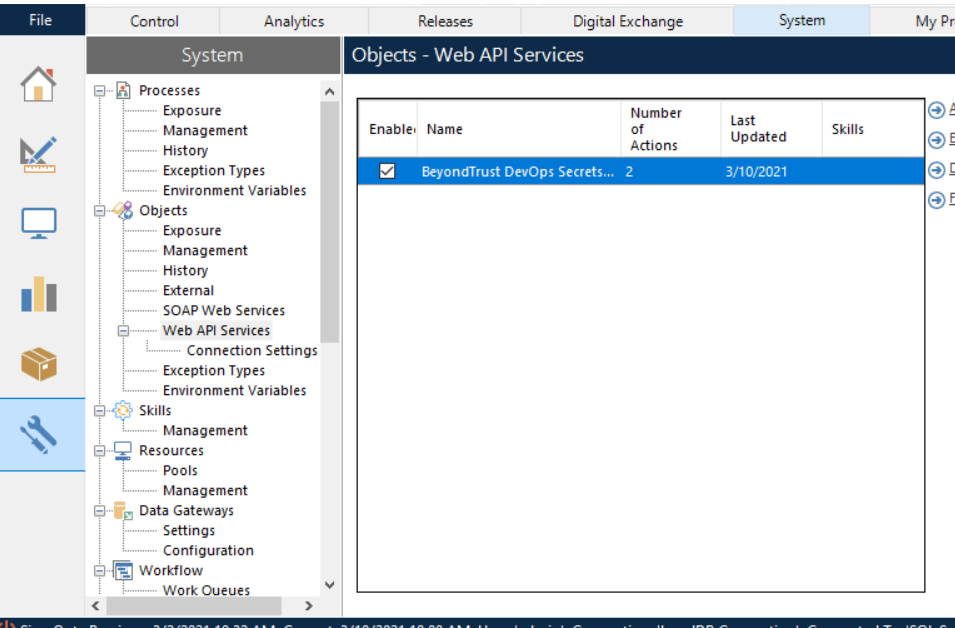 File Control Analytics Releases Digital Exchange System My
System
Objects - Web API Services
Processes
Exposure
Management
History
Exception Types
Environment Variables
Objects
Exposure
Management
History
External
SOAP Web Services
Web API Services
Connection Settings
Exception Types
Environment Variables
Skills
Management
Resources
Pools
Management
Data Gateways
Settings
Configuration
Workflow
Work Queues
Name Number of Actions Last Updated Skills
BeyondTrust DevOps Secrets... 2 3/10/2021